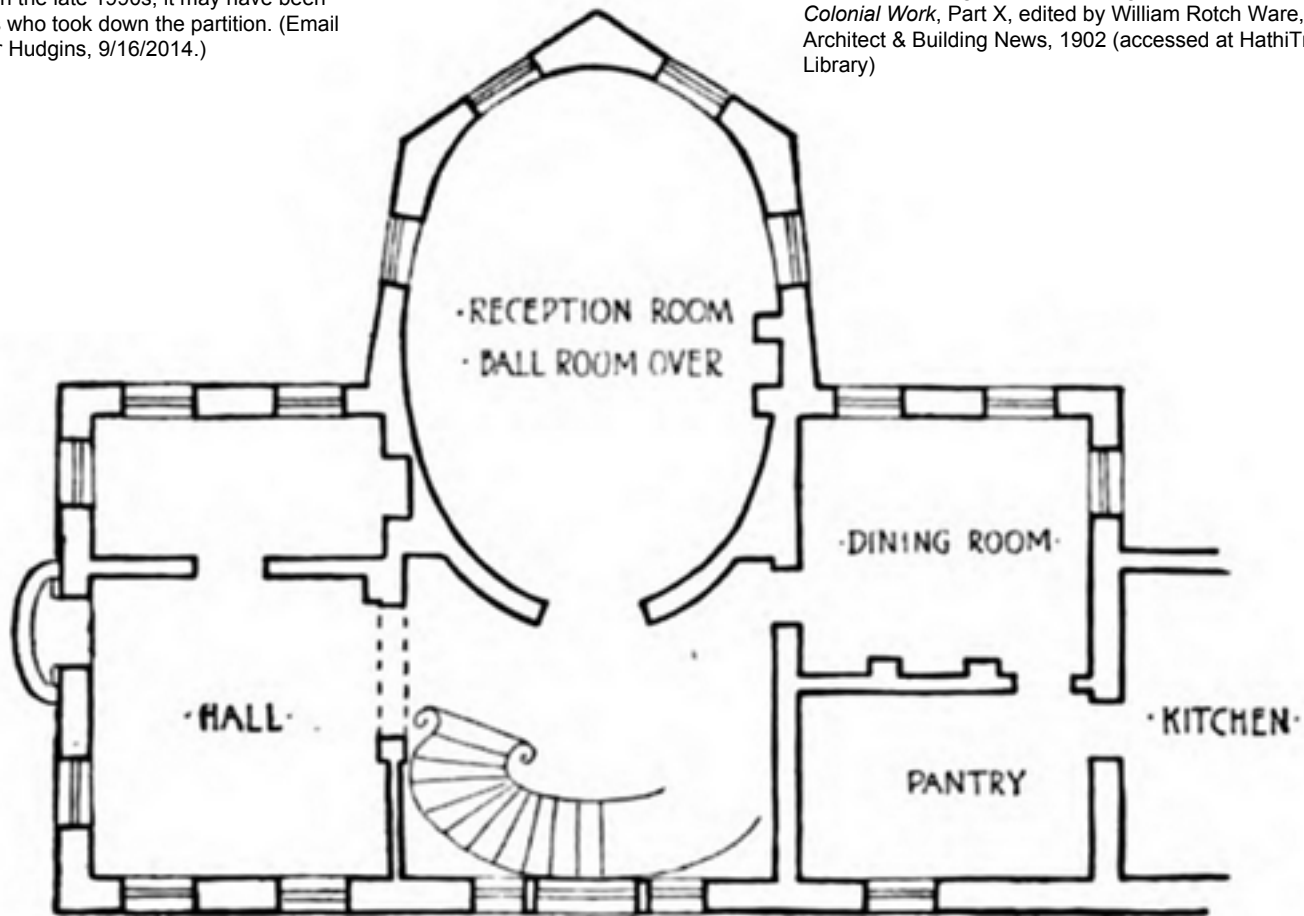 the late 1990s, it may have been
who took down the partition. (Email
Hudgins, 9/16/2014.)
Colonial Work, Part X, edited by William Rotch Ware,
Architect & Building News, 1902 (accessed at
Library)
·RECEPTION ROOM
· BALL ROOM OVER
·DINING ROOM·
·HALL·
·KITCHEN·
PANTRY